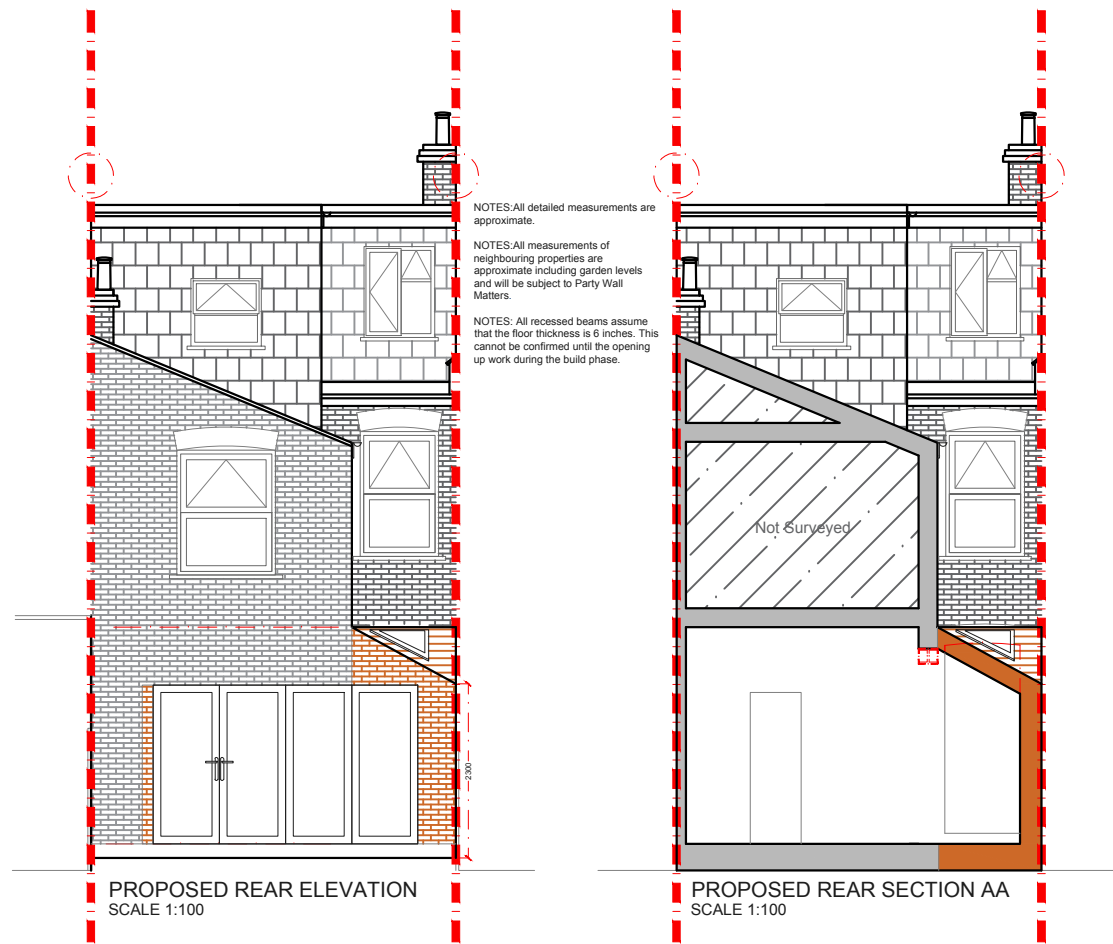 NOTES:All detailed measurements are
approximate.
NOTES:All measurements of
neighbouring properties are
approximate including garden levels
and will be subject to Party Wall
Matters.
NOTES: All recessed beams assume
that the floor thickness is 6 inches. This
cannot be confirmed until the opening
up work during the build phase.
Not Surveyed
2300
PROPOSED REAR ELEVATION
SCALE 1:100
PROPOSED REAR SECTION AA
SCALE 1:100